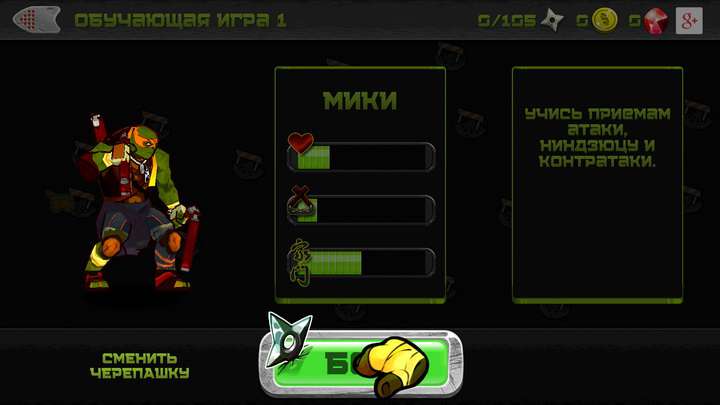 ОБУЧАЮЩАЯ ИГРА 1
0/105 0 0 g+
МИКИ
УЧИСЬ ПРИЕМАМ
АТАКИ,
НИНДЗЮЦУ И
КОНТРАТАКИ.
СМЕНИТЬ
ЧЕРЕПАШКУ